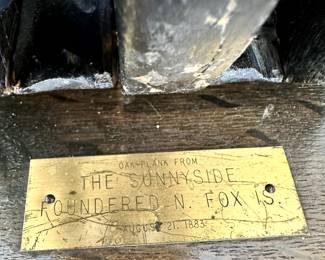 OAK PLANK FROM
THE SUNNYSIDE
FOUNDERED N. FOX IS.
AUGUST 21, 1883